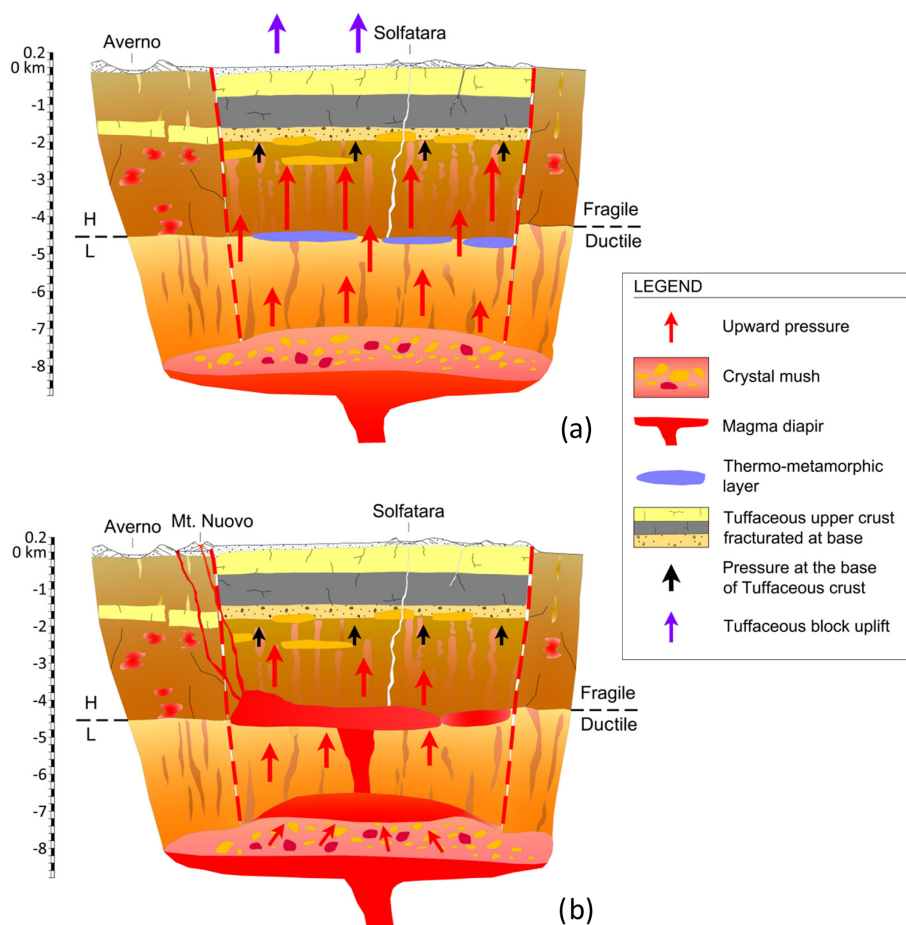 Averno
Solfatara
0.2
0 km
-1
-2
-3
-4
-5
-6
-7
-8
H
L
Fragile
Ductile
(a)
LEGEND
Upward pressure
Crystal mush
Magma diapir
Thermo-metamorphic
layer
Tuffaceous upper crust
fracturated at base
Pressure at the base
of Tuffaceous crust
Tuffaceous block uplift
Averno
Mt. Nuovo
Solfatara
0.2
0 km
-1
-2
-3
-4
-5
-6
-7
-8
H
L
Fragile
Ductile
(b)